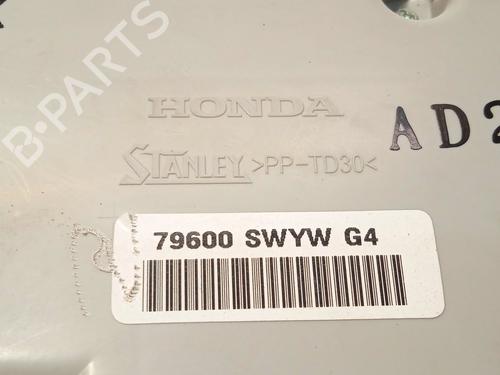 B-PARTS
HONDA
AD2
STANLEY >PP-TD30<
79600 SWYW G4